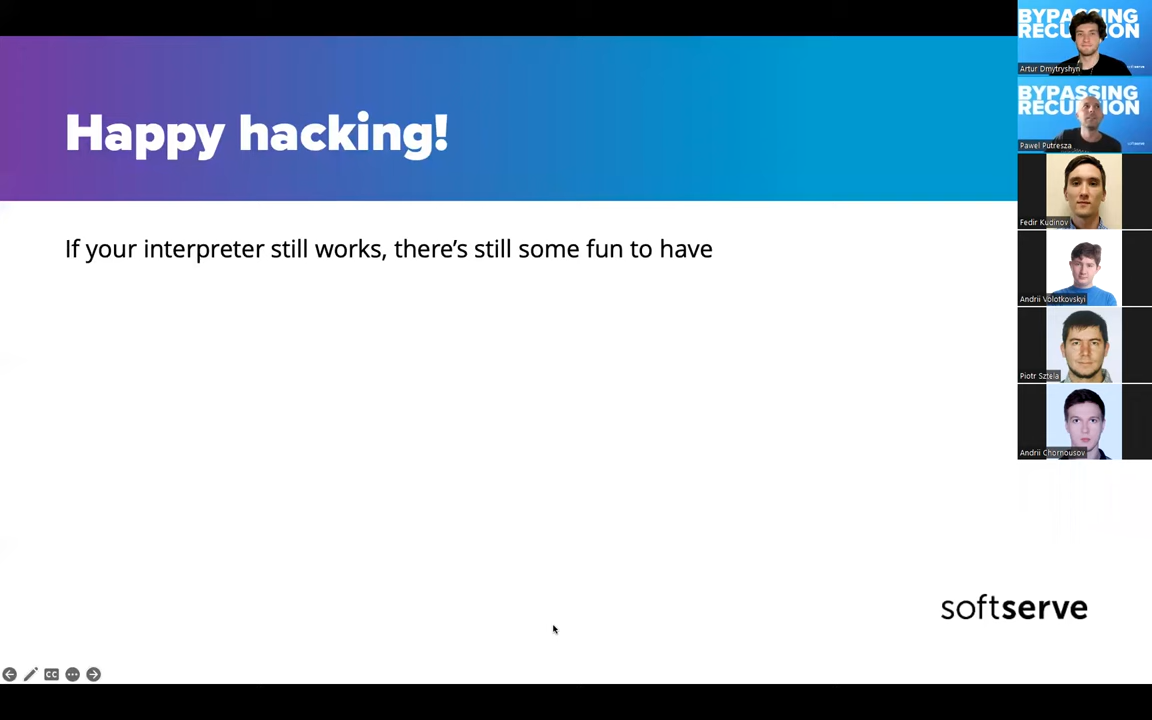 Happy hacking!
If your interpreter still works, there's still some fun to have
softserve
CC
BYPASSING
RECURSION
Artur Dmytryshyn
BYPASSING
RECURSION
Pawel Putresza
Fedir Kudinov
Andrii Volotkovskyi
Piotr Sztela
Andrii Chornousov